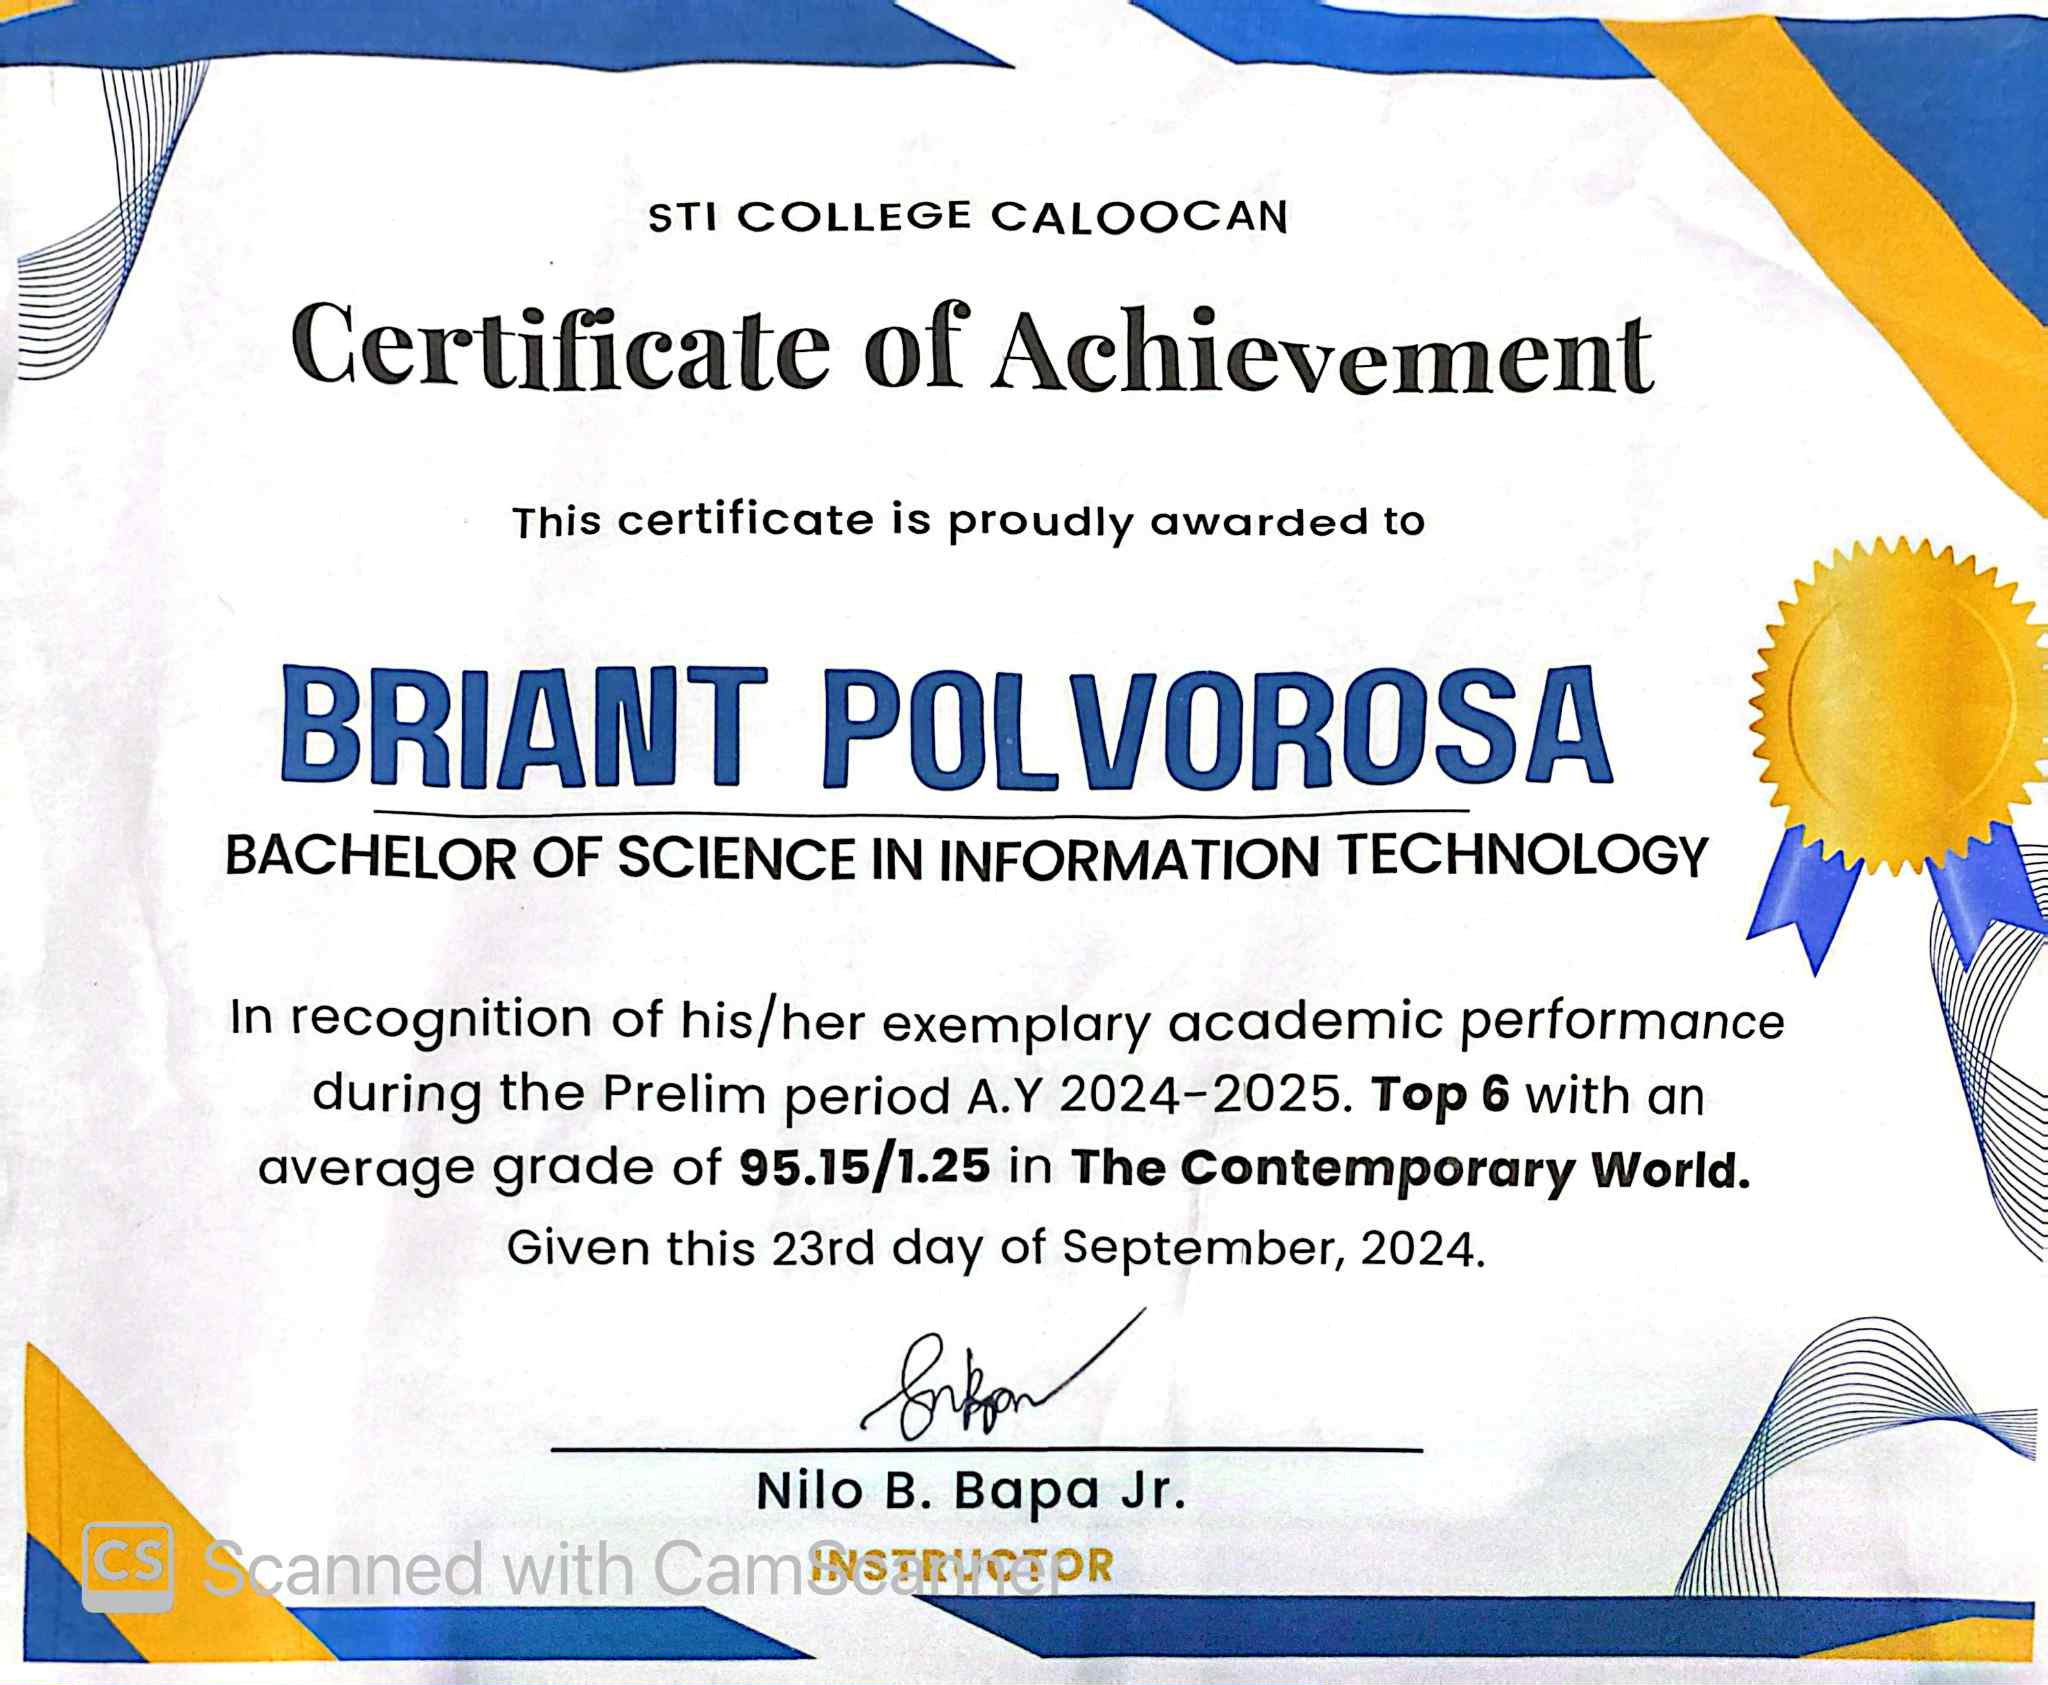 STI COLLEGE CALOOCAN
Certificate of Achievement
This certificate is proudly awarded to
BRIANT POLVOROSA
BACHELOR OF SCIENCE IN INFORMATION TECHNOLOGY
In recognition of his/her exemplary academic performance
during the Prelim period A.Y 2024-2025. Top 6 with an
average grade of 95.15/1.25 in The Contemporary World.
Given this 23rd day of September, 2024.
Nilo B. Bapa Jr.
INSTRUCTOR
CS Scanned with CamScanner